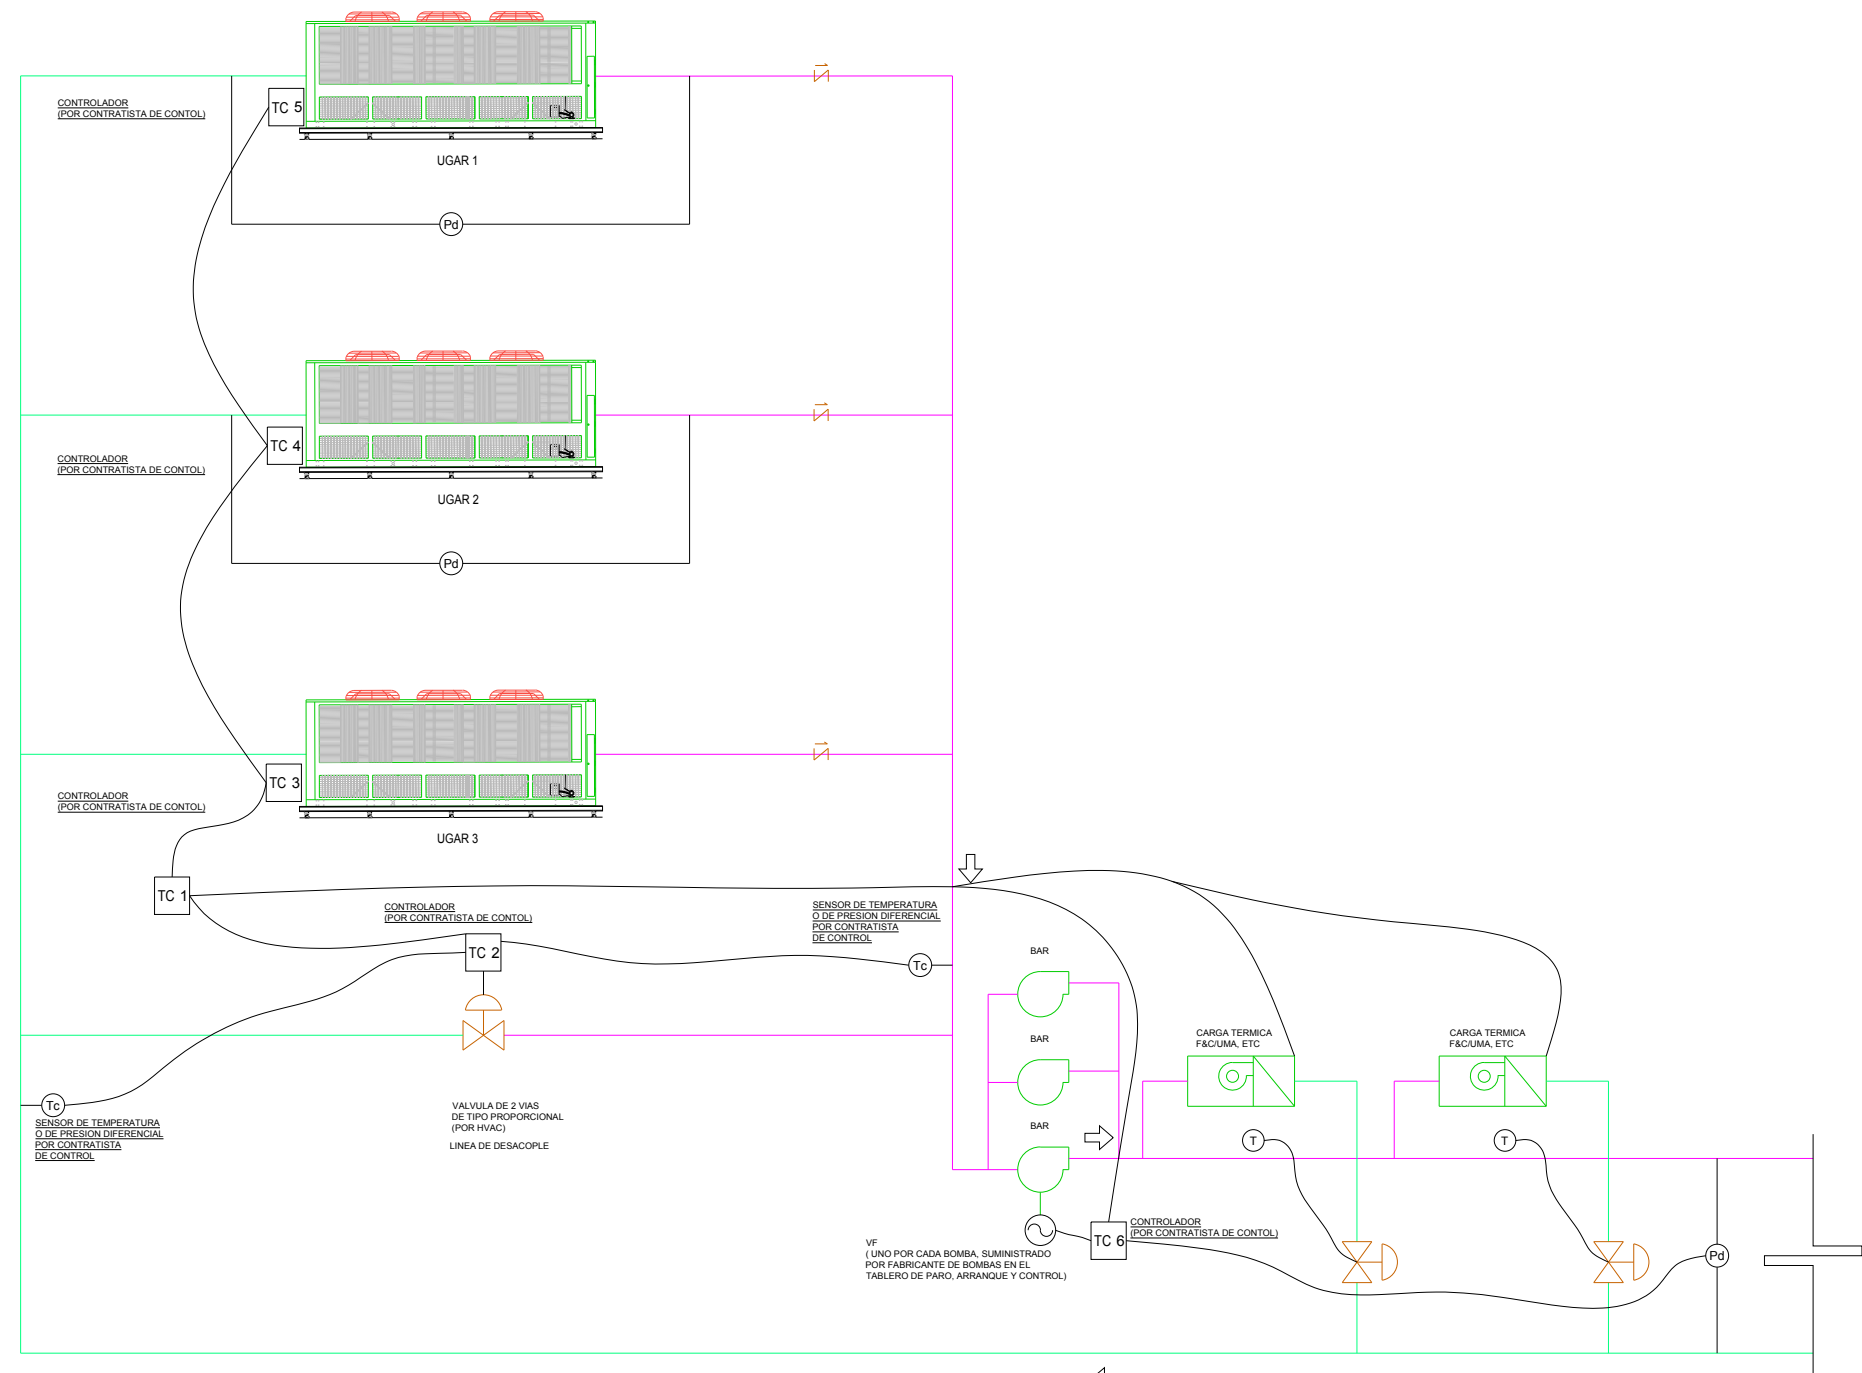 CONTROLADOR
(POR CONTRATISTA DE CONTOL)
TC 5
UGAR 1
Pd
CONTROLADOR
(POR CONTRATISTA DE CONTOL)
TC 4
UGAR 2
Pd
CONTROLADOR
(POR CONTRATISTA DE CONTOL)
TC 3
UGAR 3
TC 1
CONTROLADOR
(POR CONTRATISTA DE CONTOL)
TC 2
SENSOR DE TEMPERATURA
O DE PRESION DIFERENCIAL
POR CONTRATISTA
DE CONTROL
Tc
BAR
BAR
BAR
CARGA TERMICA
F&C/UMA, ETC
CARGA TERMICA
F&C/UMA, ETC
Tc
SENSOR DE TEMPERATURA
O DE PRESION DIFERENCIAL
POR CONTRATISTA
DE CONTROL
VALVULA DE 2 VIAS
DE TIPO PROPORCIONAL
(POR HVAC)
LINEA DE DESACOPLE
T
T
VF
( UNO POR CADA BOMBA, SUMINISTRADO
POR FABRICANTE DE BOMBAS EN EL
TABLERO DE PARO, ARRANQUE Y CONTROL)
TC 6
CONTROLADOR
(POR CONTRATISTA DE CONTOL)
Pd